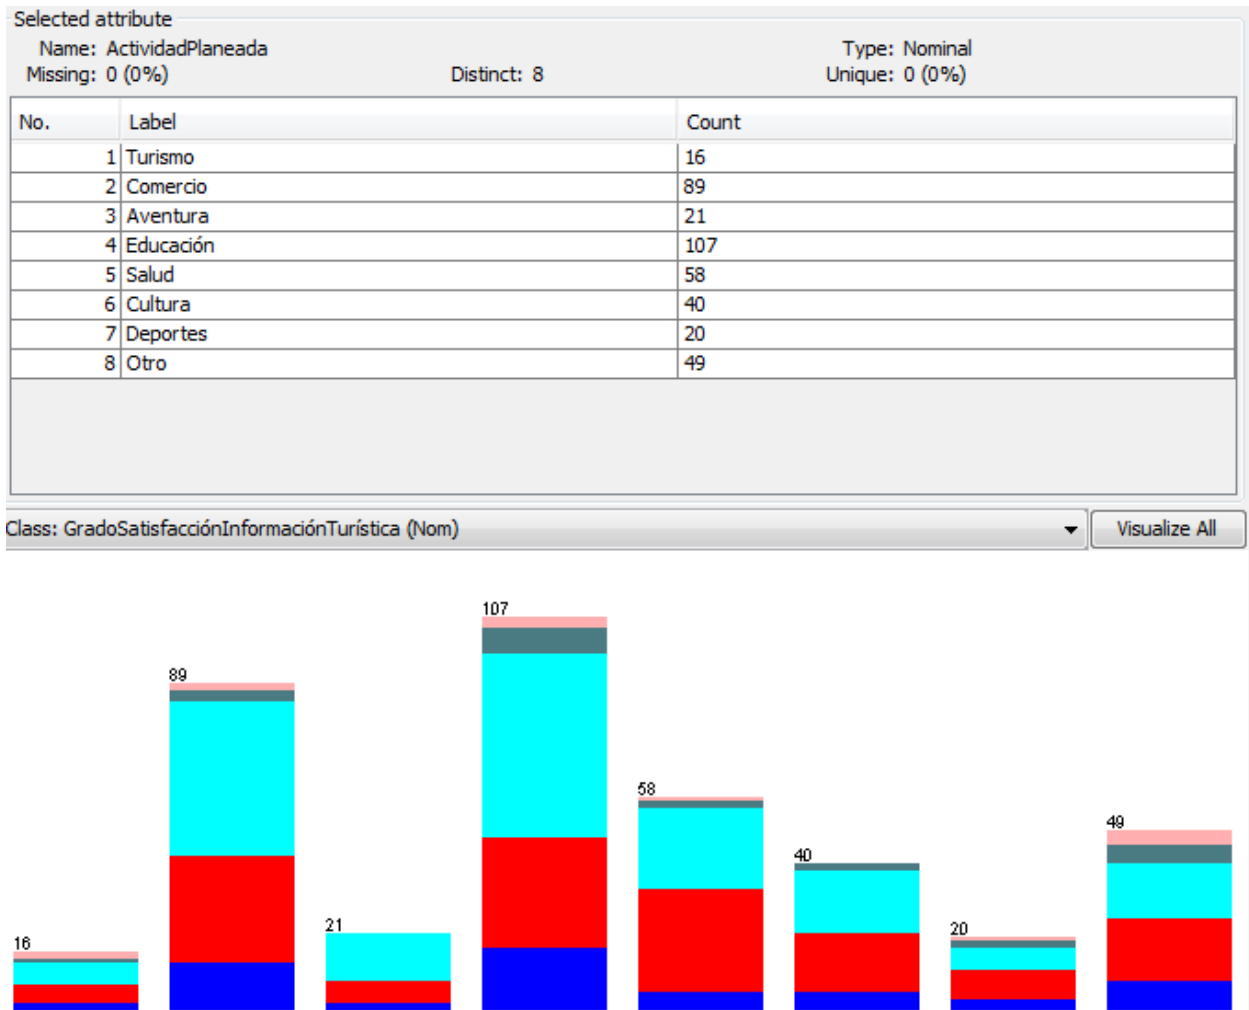 Selected attribute
Name: ActividadPlaneada Type: Nominal
Missing: 0 (0%) Distinct: 8 Unique: 0 (0%)
No. Label Count
1 Turismo 16
2 Comercio 89
3 Aventura 21
4 Educación 107
5 Salud 58
6 Cultura 40
7 Deportes 20
8 Otro 49
Class: GradoSatisfacciónInformaciónTurística (Nom) Visualize All
107
89
58
49
40
21
20
16